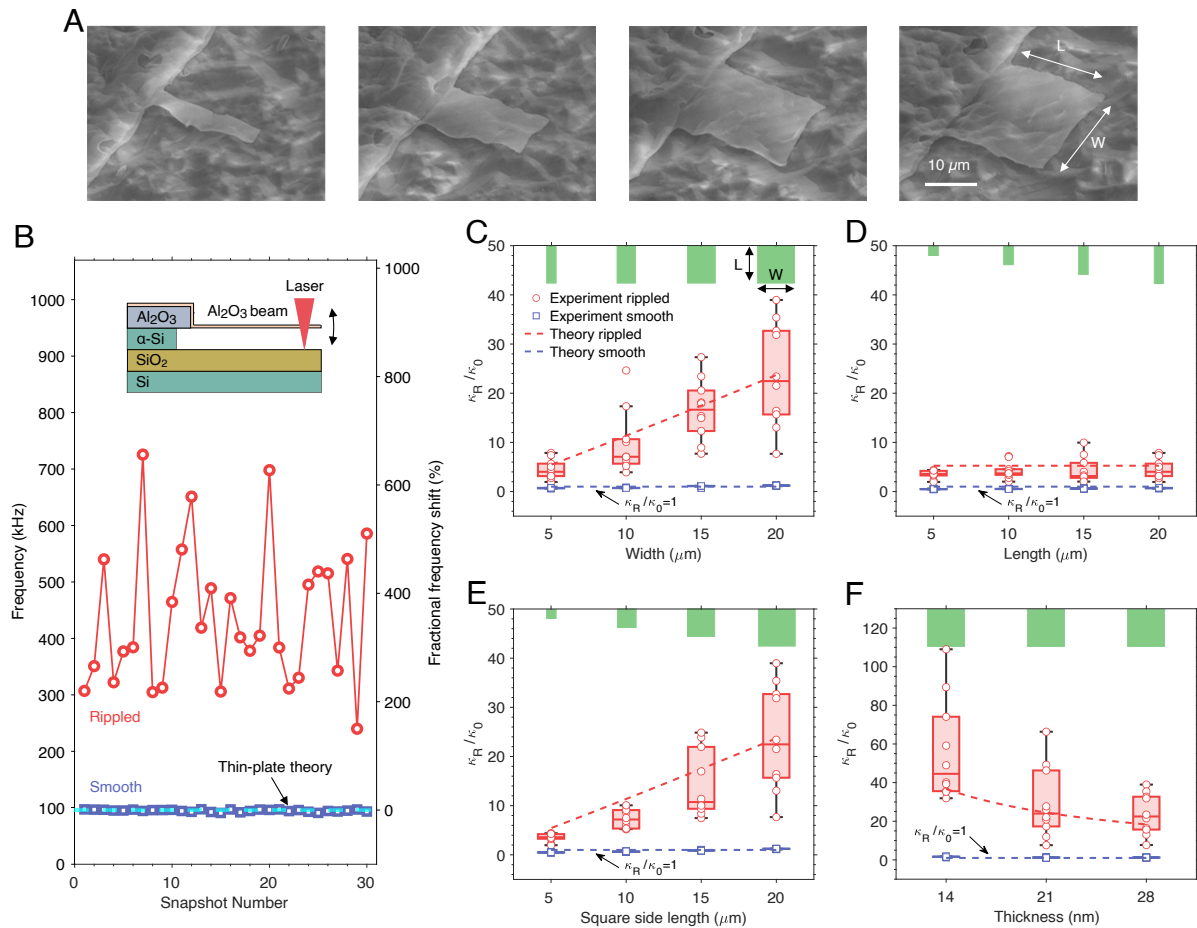 A
L
W
10 μm
B
Frequency (kHz)
1000
900
800
700
600
500
400
300
200
100
0
Laser
Al2O3 beam
Al2O3
α-Si
SiO2
Si
Rippled
Smooth
Thin-plate theory
0
10
20
30
Snapshot Number
1000
800
600
400
200
0
Fractional frequency shift (%)
C
κR/κ0
50
40
30
20
10
0
L
W
Experiment rippled
Experiment smooth
Theory rippled
Theory smooth
κR/κ0=1
5
10
15
20
Width (μm)
D
κR/κ0
50
40
30
20
10
0
κR/κ0=1
5
10
15
20
Length (μm)
E
κR/κ0
50
40
30
20
10
0
κR/κ0=1
5
10
15
20
Square side length (μm)
F
κR/κ0
120
100
80
60
40
20
0
κR/κ0=1
14
21
28
Thickness (nm)